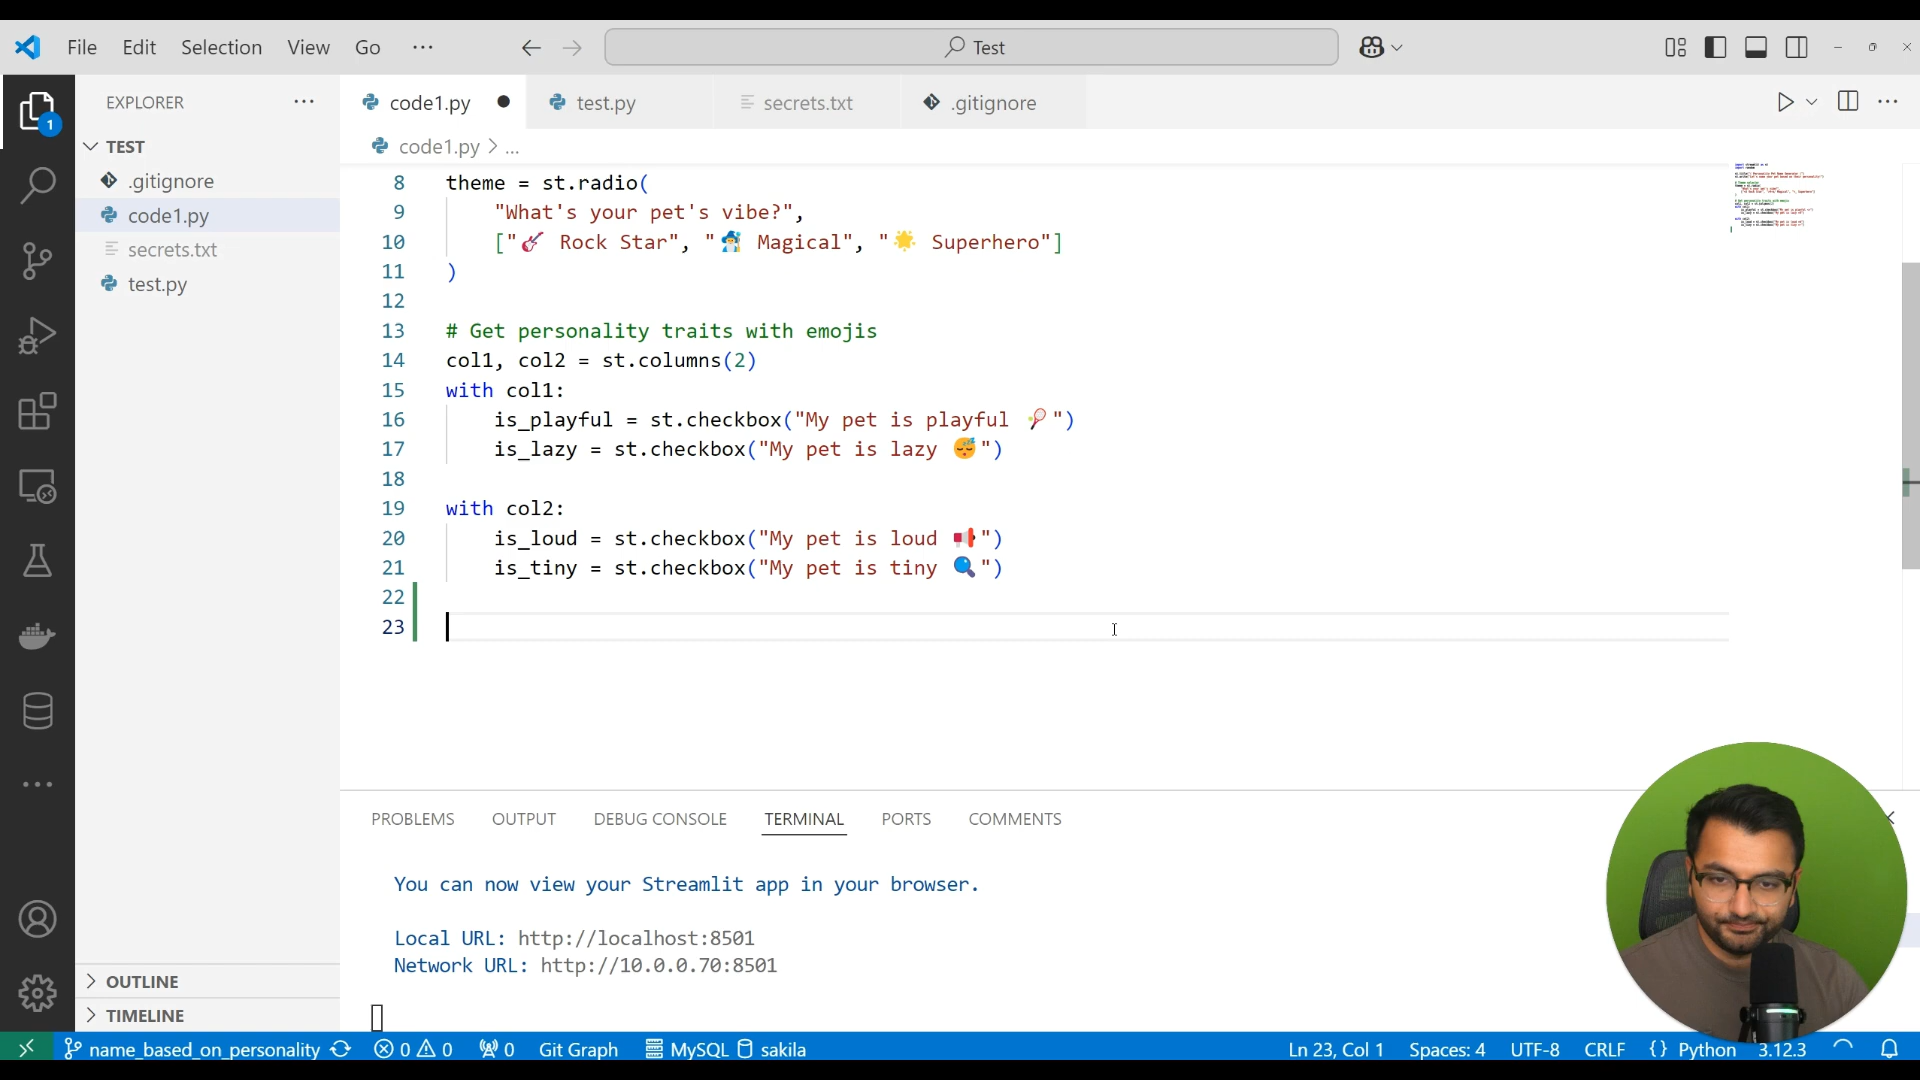 File Edit Selection View Go ··· Test
EXPLORER ···
code1.py test.py secrets.txt .gitignore
TEST
.gitignore
code1.py
secrets.txt
test.py
OUTLINE
TIMELINE
1
code1.py > ...
8 theme = st.radio(
9 "What's your pet's vibe?",
10 ["🎸 Rock Star", "🧙‍♂️ Magical", "🌟 Superhero"]
11 )
12
13 # Get personality traits with emojis
14 col1, col2 = st.columns(2)
15 with col1:
16 is_playful = st.checkbox("My pet is playful 🎾")
17 is_lazy = st.checkbox("My pet is lazy 😴")
18
19 with col2:
20 is_loud = st.checkbox("My pet is loud 📢")
21 is_tiny = st.checkbox("My pet is tiny 🔍")
22
23
PROBLEMS OUTPUT DEBUG CONSOLE TERMINAL PORTS COMMENTS
You can now view your Streamlit app in your browser.
Local URL: http://localhost:8501
Network URL: http://10.0.0.70:8501
name_based_on_personality 0 0 0 Git Graph MySQL sakila Ln 23, Col 1 Spaces: 4 UTF-8 CRLF {} Python 3.12.3